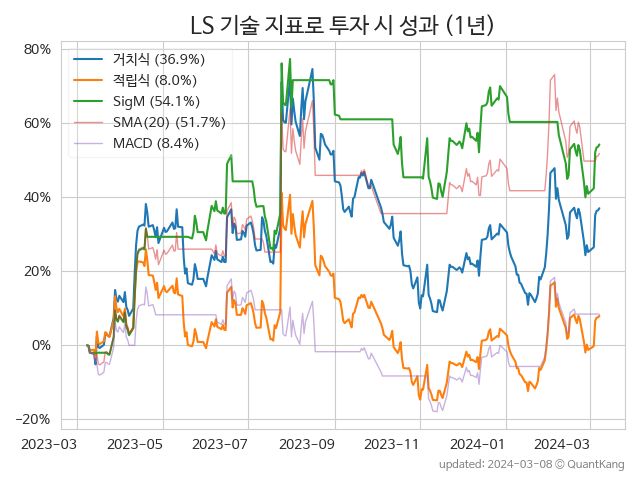 LS 기술 지표로 투자 시 성과 (1년)
80%
60%
40%
20%
0%
−20%
거치식 (36.9%)
적립식 (8.0%)
SigM (54.1%)
SMA(20) (51.7%)
MACD (8.4%)
2023-03 2023-05 2023-07 2023-09 2023-11 2024-01 2024-03
updated: 2024-03-08 © QuantKang